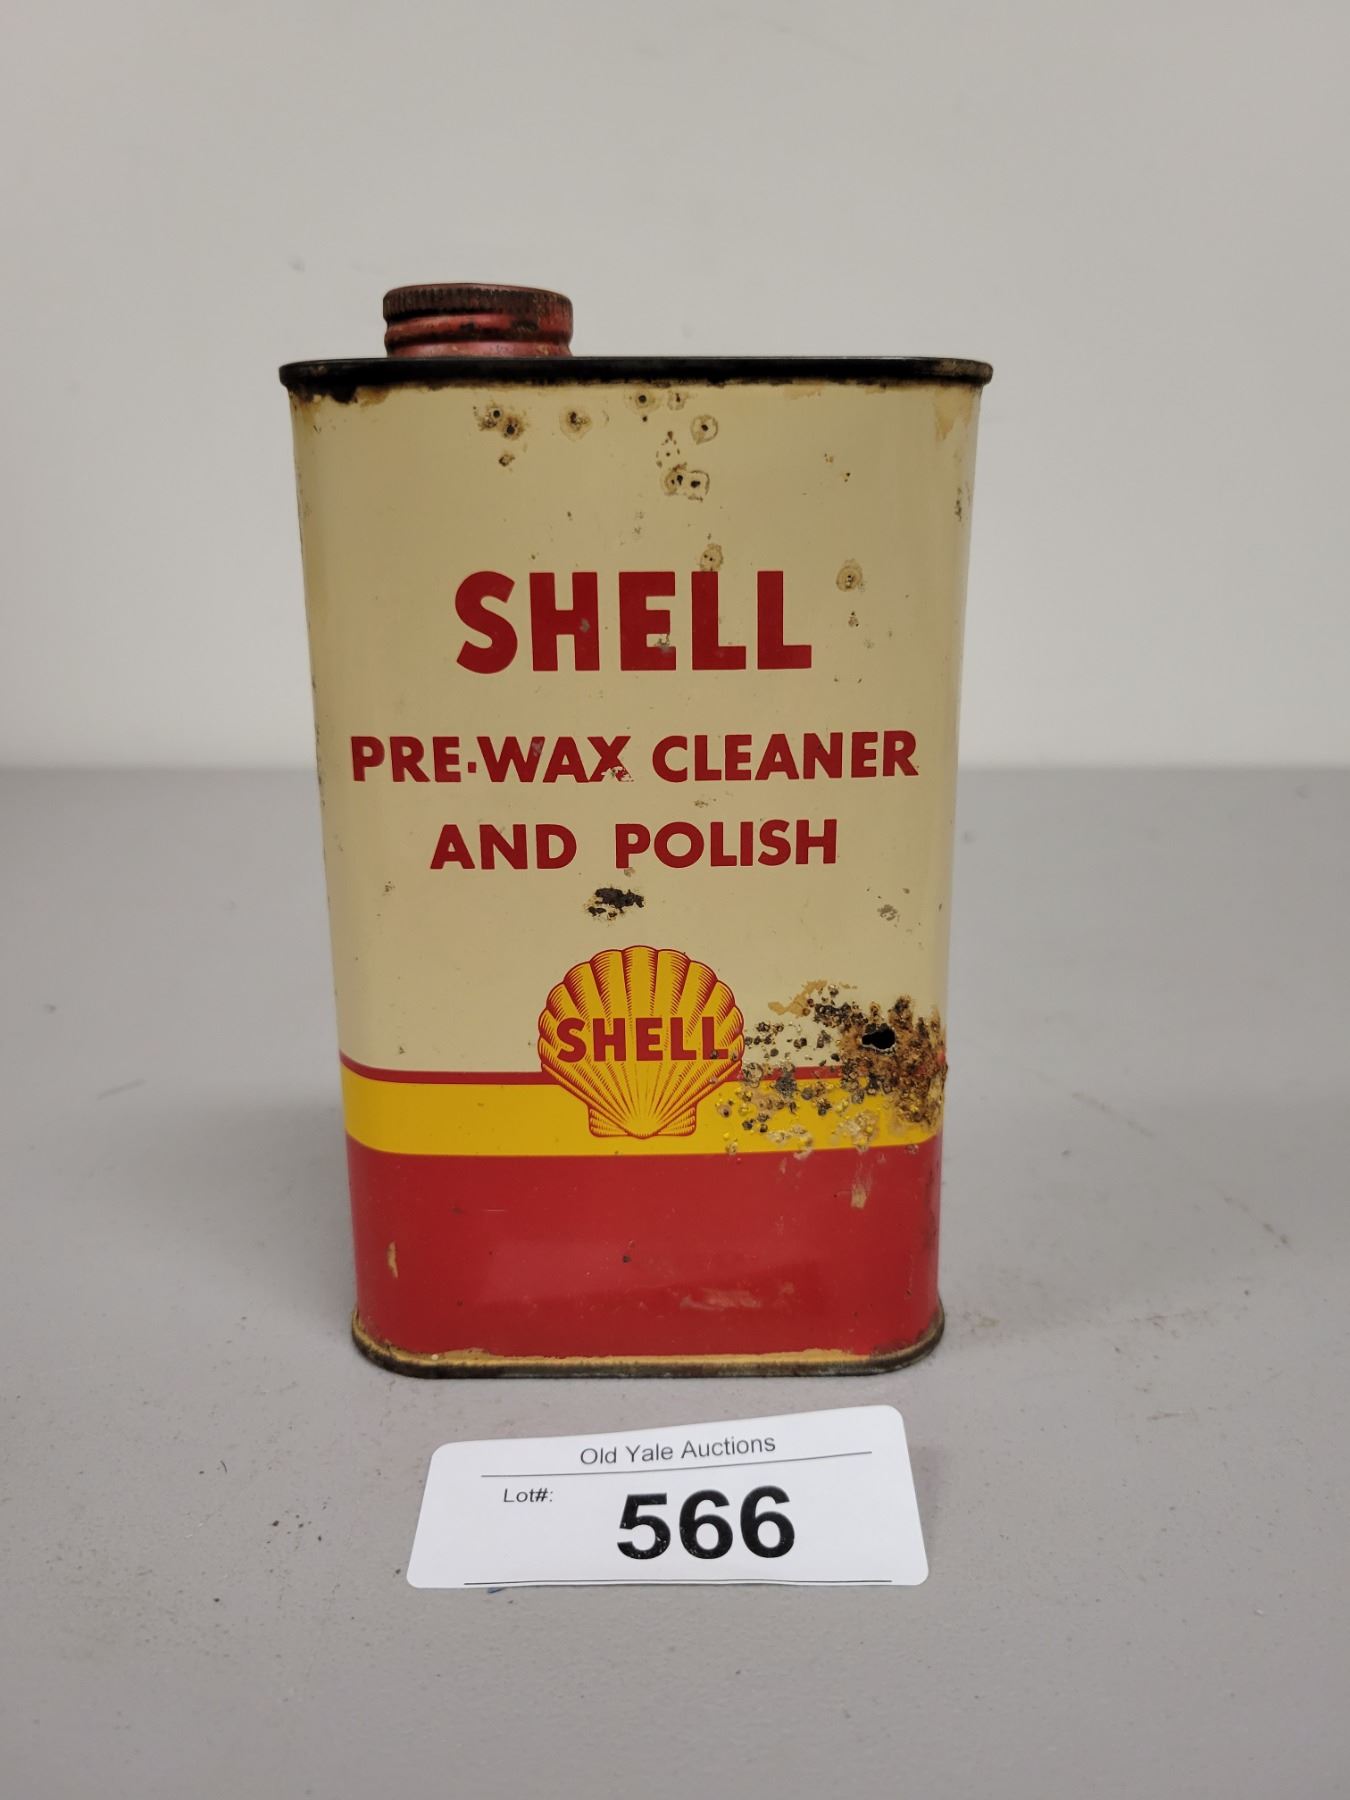 SHELL
PRE-WAX CLEANER
AND POLISH
SHELL
Old Yale Auctions
Lot#: 566